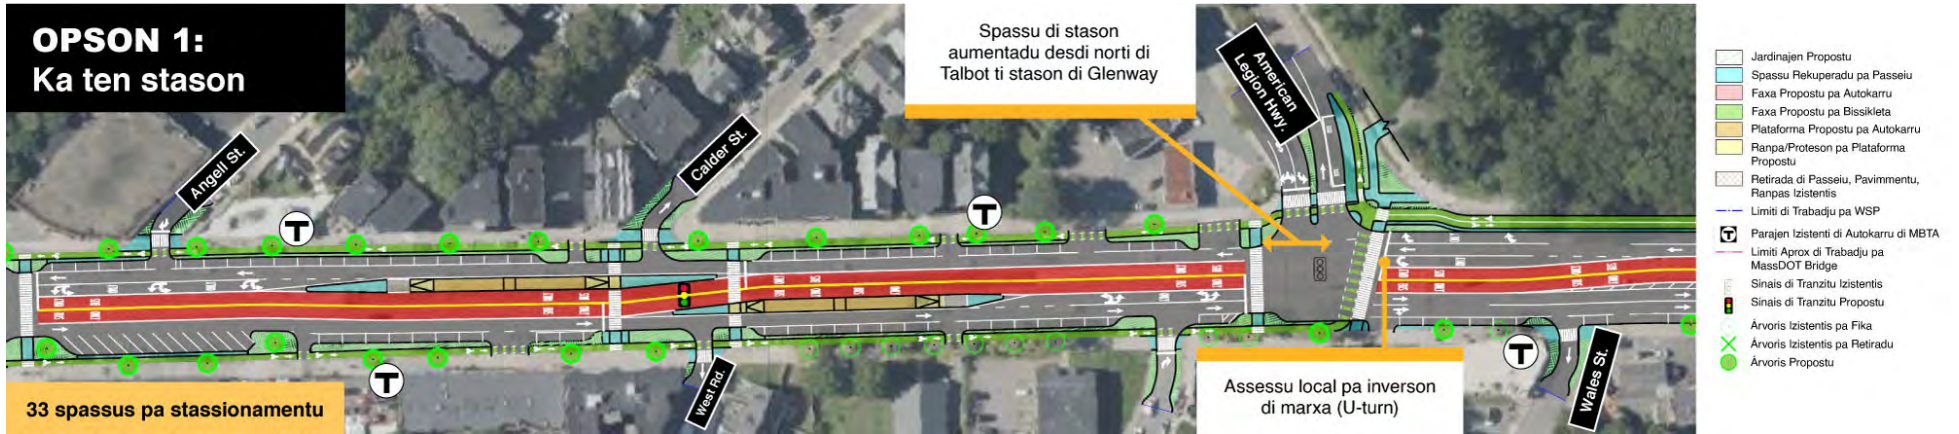 OPSON 1:
Ka ten stason
Spassu di stason
aumentadu desdi norti di
Talbot ti stason di Glenway
American
Legion Hwy.
Angell St.
Calder St.
T
T
T
T
West Rd.
Wales St.
33 spassus pa stassionamentu
Assessu local pa inverson
di marxa (U-turn)
Jardinajen Propostu
Spassu Rekuperadu pa Passeiu
Faxa Propostu pa Autokarru
Faxa Propostu pa Bissikleta
Plataforma Propostu pa Autokarru
Ranpa/Proteson pa Plataforma
Propostu
Retirada di Passeiu, Pavimmentu,
Ranpas Izistentis
Limiti di Trabadju pa WSP
T
Parajen Izistenti di Autokarru di MBTA
Limiti Aprox di Trabadju pa
MassDOT Bridge
Sinais di Tranzitu Izistentis
Sinais di Tranzitu Propostu
Árvoris Izistentis pa Fika
Árvoris Izistentis pa Retiradu
Árvoris Propostu